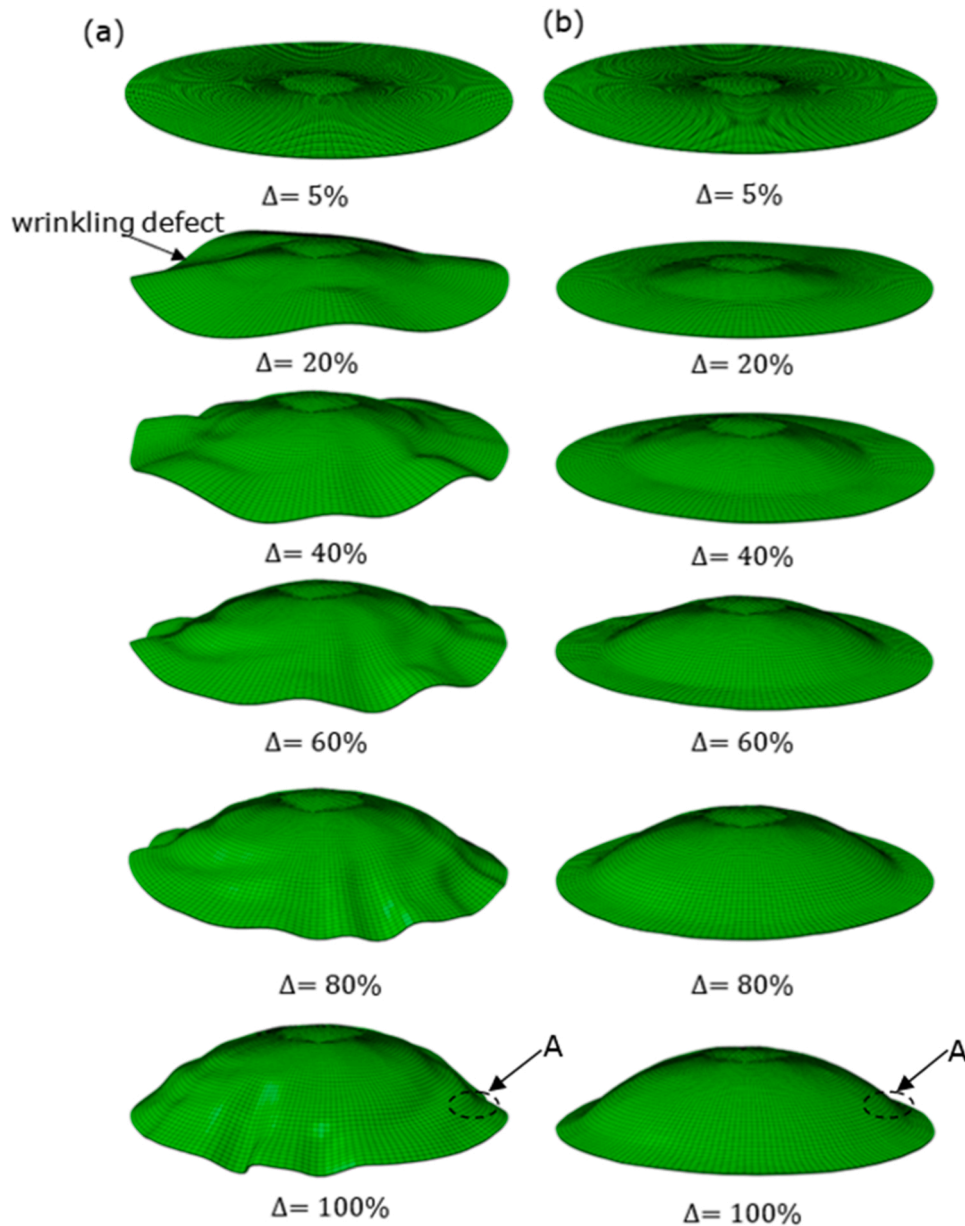 (a)
(b)
Δ= 5%
Δ= 5%
wrinkling defect
Δ= 20%
Δ= 20%
Δ= 40%
Δ= 40%
Δ= 60%
Δ= 60%
Δ= 80%
Δ= 80%
A
A
Δ= 100%
Δ= 100%